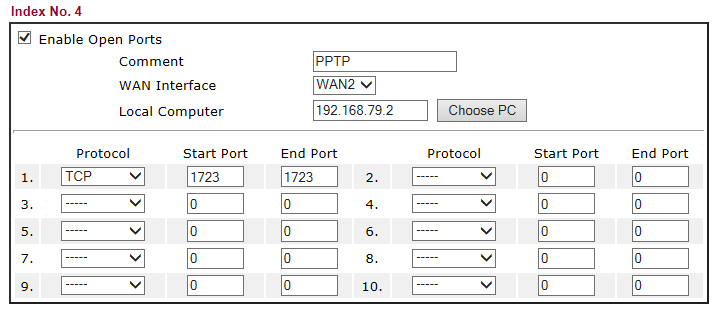 Index No. 4
Enable Open Ports
Comment PPTP
WAN Interface WAN2
Local Computer 192.168.79.2 Choose PC
Protocol Start Port End Port Protocol Start Port End Port
1. TCP 1723 1723 2. ----- 0 0
3. ----- 0 0 4. ----- 0 0
5. ----- 0 0 6. ----- 0 0
7. ----- 0 0 8. ----- 0 0
9. ----- 0 0 10. ----- 0 0